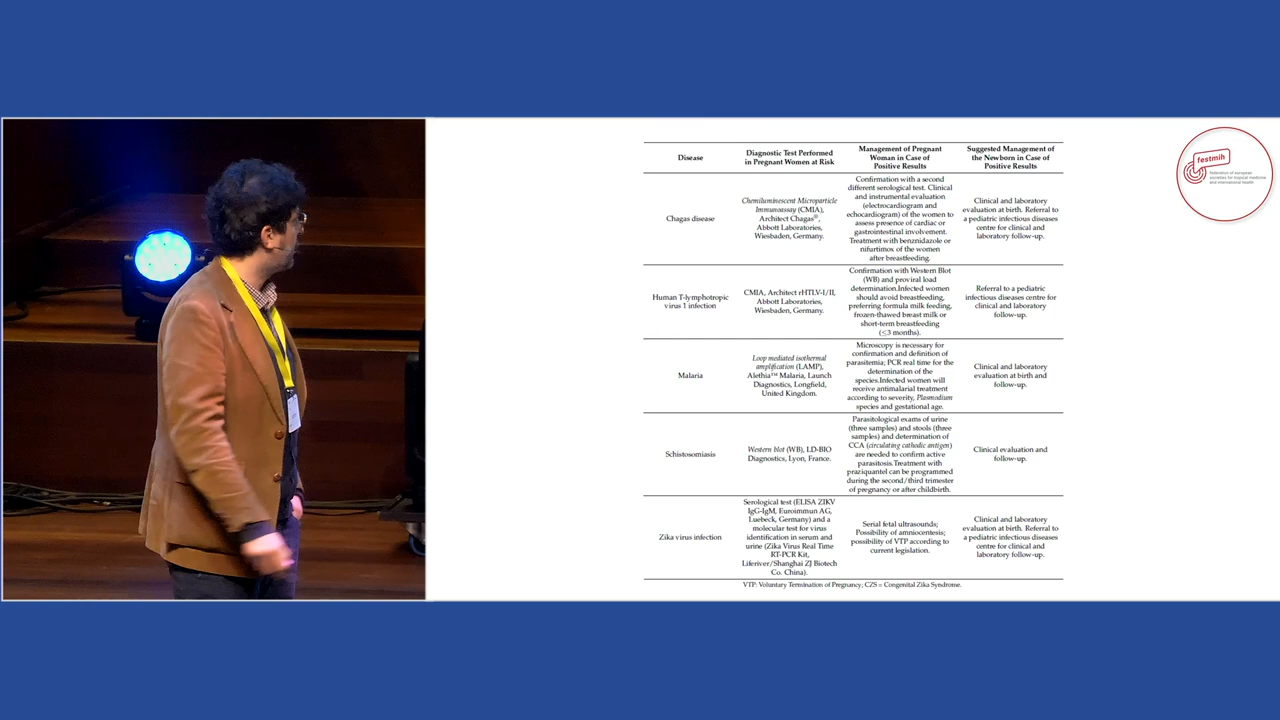 festmih
federation of european
societies for tropical medicine
and international health
Disease
Diagnostic Test Performed
in Pregnant Women at Risk
Management of Pregnant
Woman in Case of
Positive Results
Suggested Management of
the Newborn in Case of
Positive Results
Chagas disease
Chemiluminescent Microparticle
Immunoassay (CMIA),
Architect Chagas®,
Abbott Laboratories,
Wiesbaden, Germany.
Confirmation with a second
different serological test. Clinical
and instrumental evaluation
(electrocardiogram and
echocardiogram) of the women to
assess presence of cardiac or
gastrointestinal involvement.
Treatment with benznidazole or
nifurtimox of the women
after breastfeeding.
Clinical and laboratory
evaluation at birth. Referral to
a pediatric infectious diseases
centre for clinical and
laboratory follow-up.
Human T-lymphotropic
virus 1 infection
CMIA, Architect rHTLV-I/II,
Abbott Laboratories,
Wiesbaden, Germany.
Confirmation with Western Blot
(WB) and proviral load
determination.Infected women
should avoid breastfeeding,
preferring formula milk feeding,
frozen-thawed breast milk or
short-term breastfeeding
(≤3 months).
Referral to a pediatric
infectious diseases centre for
clinical and laboratory
follow-up.
Malaria
Loop mediated isothermal
amplification (LAMP),
Alethia™ Malaria, Launch
Diagnostics, Longfield,
United Kingdom.
Microscopy is necessary for
confirmation and definition of
parasitemia; PCR real time for the
determination of the
species.Infected women will
receive antimalarial treatment
according to severity, Plasmodium
species and gestational age.
Clinical and laboratory
evaluation at birth and
follow-up.
Schistosomiasis
Western blot (WB), LD-BIO
Diagnostics, Lyon, France.
Parasitological exams of urine
(three samples) and stools (three
samples) and determination of
CCA (circulating cathodic antigen)
are needed to confirm active
parasitosis.Treatment with
praziquantel can be programmed
during the second/third trimester
of pregnancy or after childbirth.
Clinical evaluation and
follow-up.
Zika virus infection
Serological test (ELISA ZIKV
IgG-IgM, Euroimmun AG,
Luebeck, Germany) and a
molecular test for virus
identification in serum and
urine (Zika Virus Real Time
RT-PCR Kit,
Liferiver/Shanghai ZJ Biotech
Co. China).
Serial fetal ultrasounds;
Possibility of amniocentesis;
possibility of VTP according to
current legislation.
Clinical and laboratory
evaluation at birth. Referral to
a pediatric infectious diseases
centre for clinical and
laboratory follow-up.
VTP: Voluntary Termination of Pregnancy; CZS = Congenital Zika Syndrome.